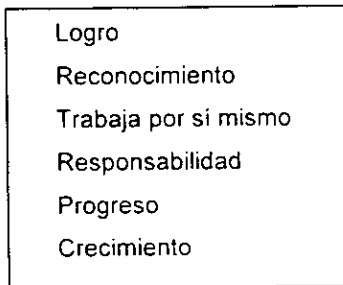 Logro
Reconocimiento
Trabaja por sí mismo
Responsabilidad
Progreso
Crecimiento